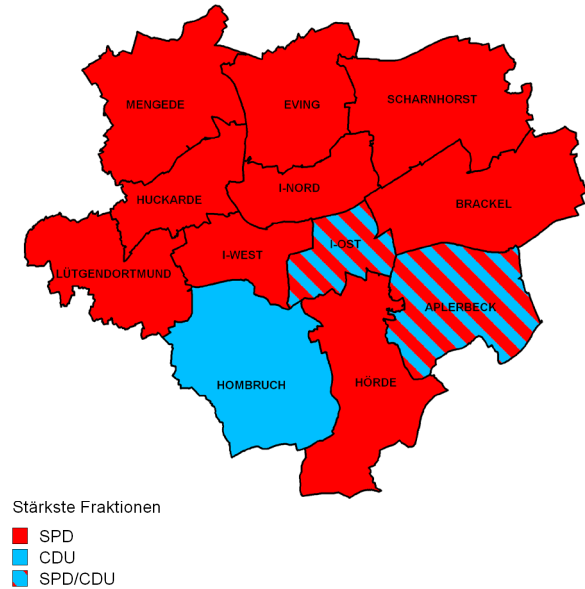 MENGEDE
EVING
SCHARNHORST
HUCKARDE
I-NORD
BRACKEL
I-WEST
I-OST
LÜTGENDORTMUND
APLERBECK
HOMBRUCH
HÖRDE
Stärkste Fraktionen
SPD
CDU
SPD/CDU